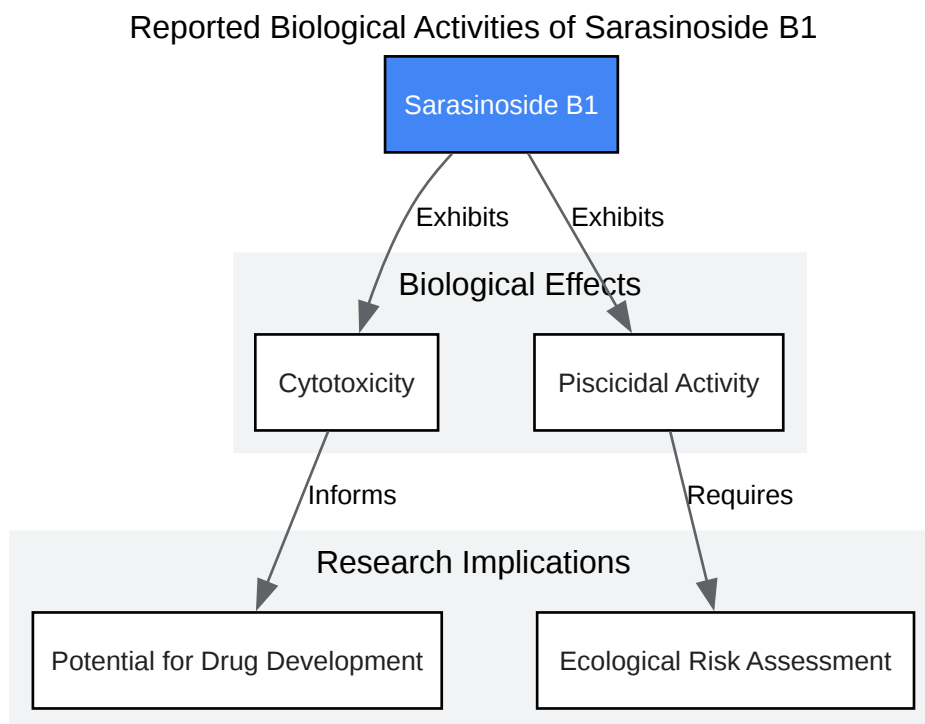 Reported Biological Activities of Sarasinoside B1
Sarasinoside B1
Exhibits
Exhibits
Biological Effects
Cytotoxicity
Piscicidal Activity
Informs
Requires
Research Implications
Potential for Drug Development
Ecological Risk Assessment